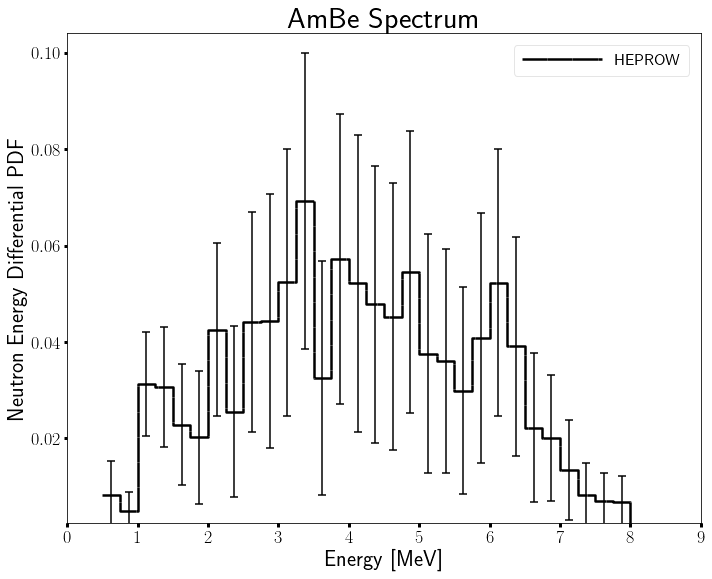 AmBe Spectrum
HEPROW
Neutron Energy Differential PDF
0.10
0.08
0.06
0.04
0.02
0 1 2 3 4 5 6 7 8 9
Energy [MeV]